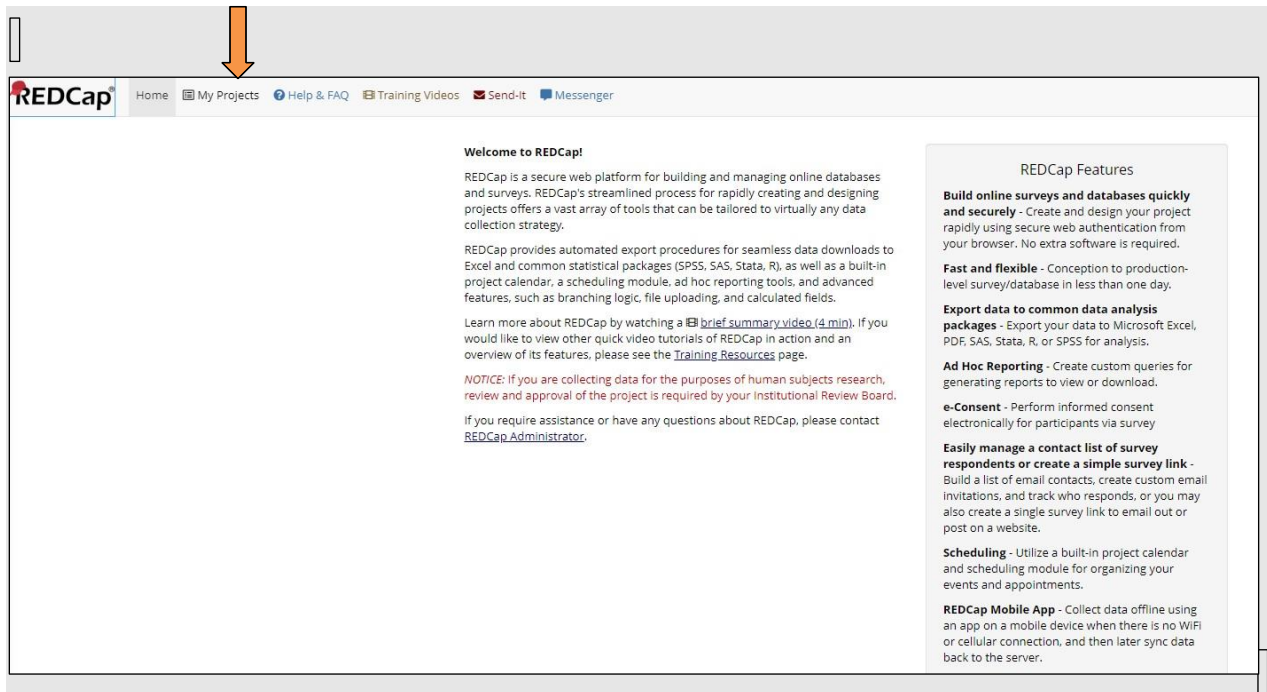 REDCap®
Home My Projects Help & FAQ Training Videos Send-It Messenger
Welcome to REDCap!
REDCap is a secure web platform for building and managing online databases
and surveys. REDCap's streamlined process for rapidly creating and designing
projects offers a vast array of tools that can be tailored to virtually any data
collection strategy.
REDCap provides automated export procedures for seamless data downloads to
Excel and common statistical packages (SPSS, SAS, Stata, R), as well as a built-in
project calendar, a scheduling module, ad hoc reporting tools, and advanced
features, such as branching logic, file uploading, and calculated fields.
Learn more about REDCap by watching a brief summary video (4 min). If you
would like to view other quick video tutorials of REDCap in action and an
overview of its features, please see the Training Resources page.
NOTICE: If you are collecting data for the purposes of human subjects research,
review and approval of the project is required by your Institutional Review Board.
If you require assistance or have any questions about REDCap, please contact
REDCap Administrator.
REDCap Features
Build online surveys and databases quickly
and securely - Create and design your project
rapidly using secure web authentication from
your browser. No extra software is required.
Fast and flexible - Conception to production-
level survey/database in less than one day.
Export data to common data analysis
packages - Export your data to Microsoft Excel,
PDF, SAS, Stata, R, or SPSS for analysis.
Ad Hoc Reporting - Create custom queries for
generating reports to view or download.
e-Consent - Perform informed consent
electronically for participants via survey
Easily manage a contact list of survey
respondents or create a simple survey link -
Build a list of email contacts, create custom email
invitations, and track who responds, or you may
also create a single survey link to email out or
post on a website.
Scheduling - Utilize a built-in project calendar
and scheduling module for organizing your
events and appointments.
REDCap Mobile App - Collect data offline using
an app on a mobile device when there is no WiFi
or cellular connection, and then later sync data
back to the server.